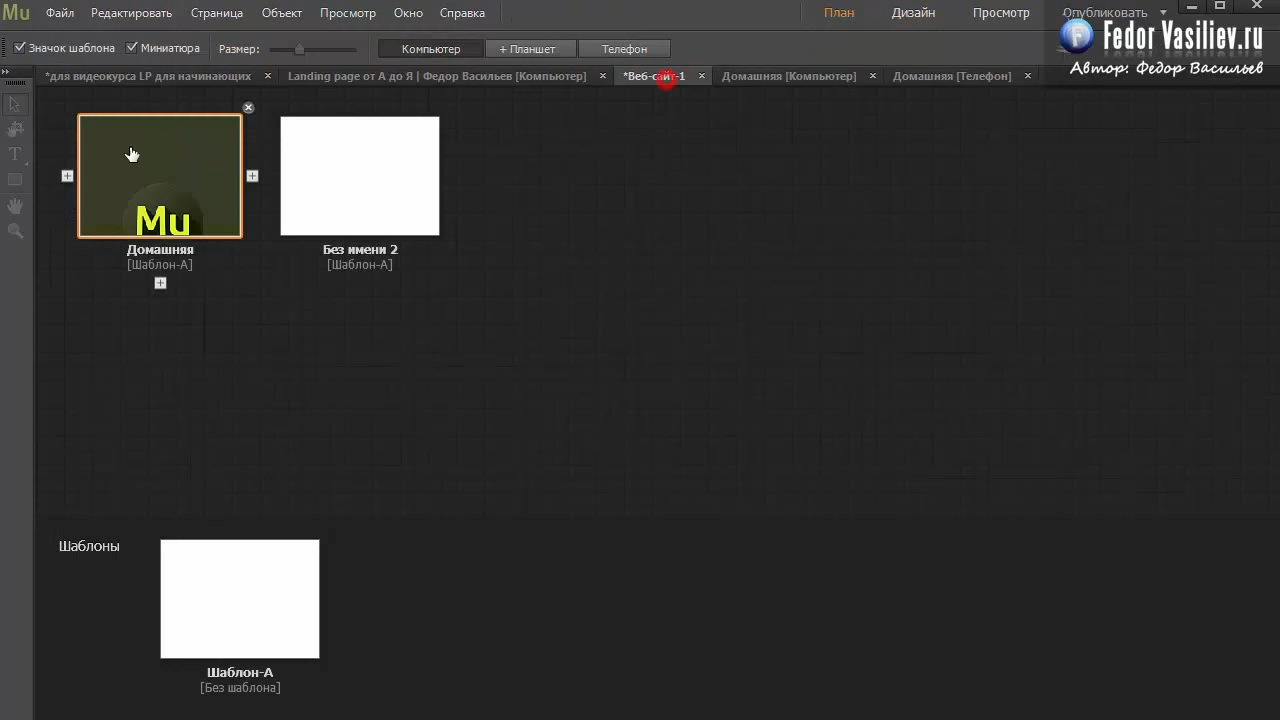 Mu Файл Редактировать Страница Объект Просмотр Окно Справка План Дизайн Просмотр Опубликовать
Fedor Vasiliev.ru
Автор: Федор Васильев
Значок шаблона Миниатюра Размер: Компьютер + Планшет Телефон
*для видеокурса LP для начинающих Landing page от А до Я | Федор Васильев [Компьютер] *Веб-сайт-1 Домашняя [Компьютер] Домашняя [Телефон]
Mu
Домашняя
[Шаблон-А]
Без имени 2
[Шаблон-А]
Шаблоны
Шаблон-А
[Без шаблона]